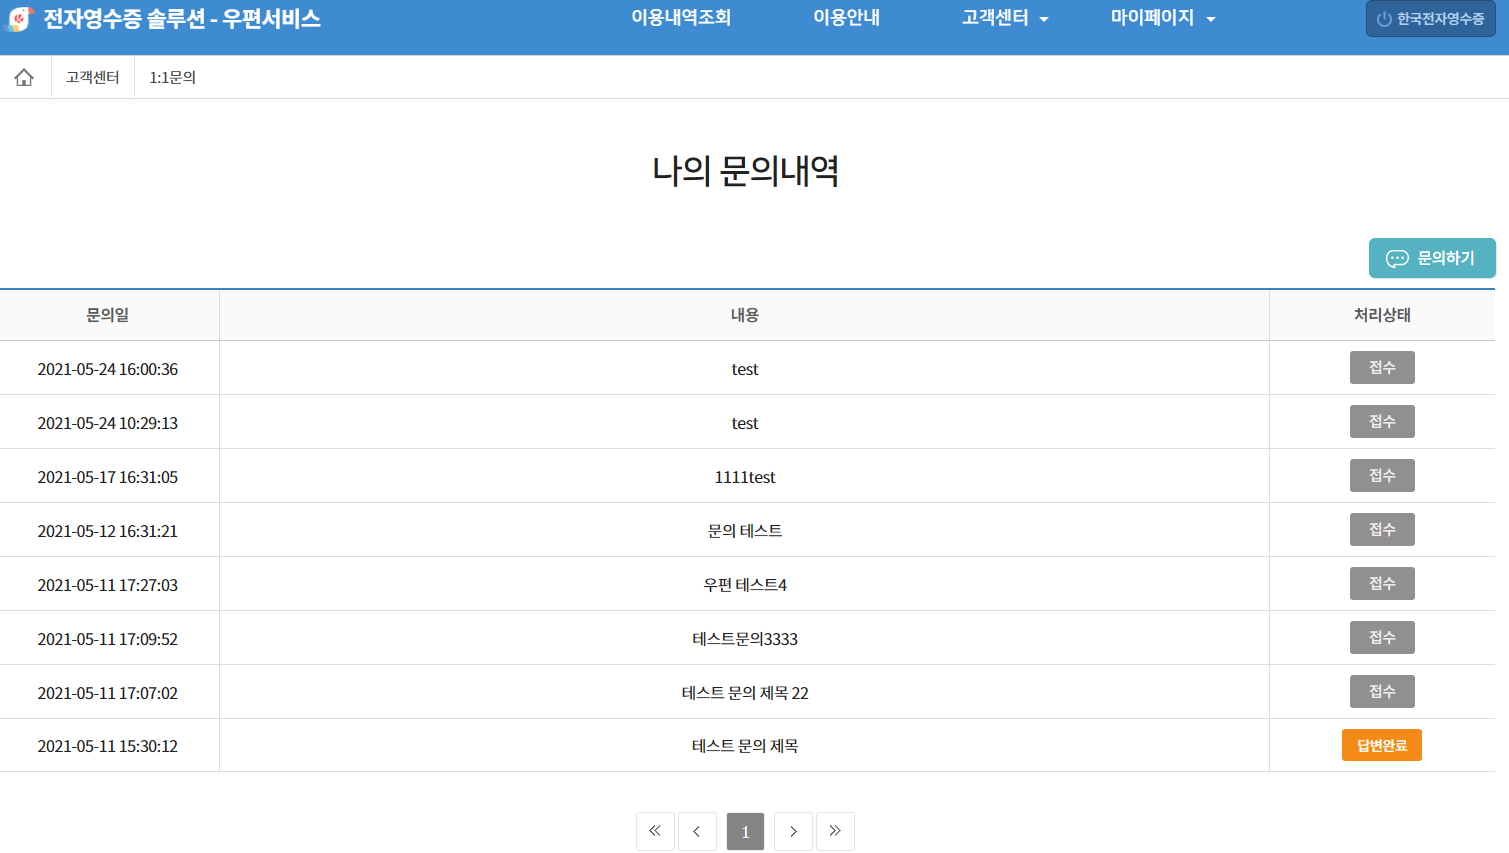 전자영수증 솔루션 - 우편서비스 이용내역조회 이용안내 고객센터 마이페이지 한국전자영수증
고객센터 1:1문의
나의 문의내역
문의하기
문의일 내용 처리상태
2021-05-24 16:00:36 test 접수
2021-05-24 10:29:13 test 접수
2021-05-17 16:31:05 1111test 접수
2021-05-12 16:31:21 문의 테스트 접수
2021-05-11 17:27:03 우편 테스트4 접수
2021-05-11 17:09:52 테스트문의3333 접수
2021-05-11 17:07:02 테스트 문의 제목 22 접수
2021-05-11 15:30:12 테스트 문의 제목 답변완료
« ‹ 1 › »